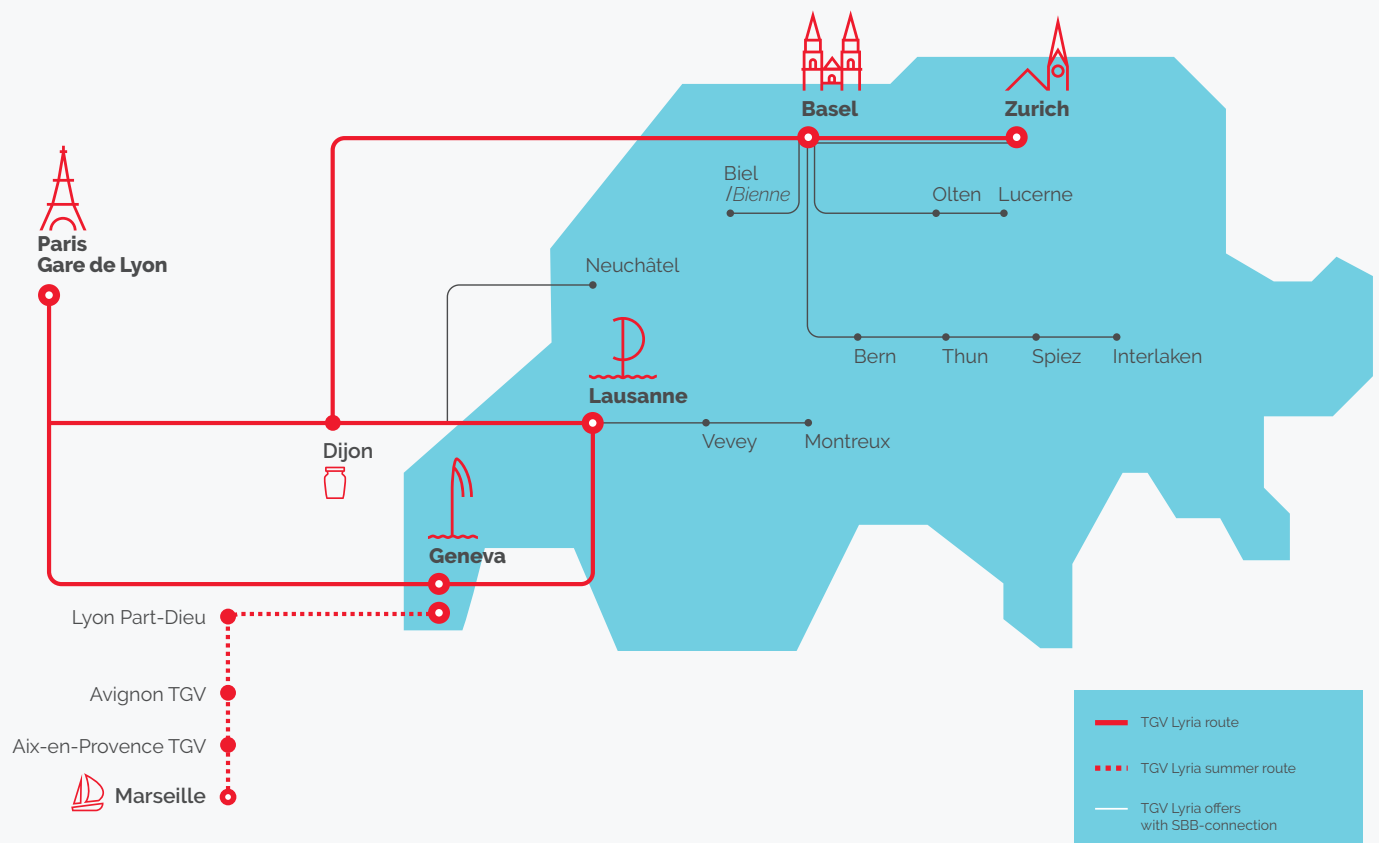 Basel
Zurich
Biel
/Bienne
Olten
Lucerne
Paris
Gare de Lyon
Neuchâtel
Bern
Thun
Spiez
Interlaken
Lausanne
Dijon
Vevey
Montreux
Geneva
Lyon Part-Dieu
Avignon TGV
Aix-en-Provence TGV
Marseille
TGV Lyria route
TGV Lyria summer route
TGV Lyria offers
with SBB-connection